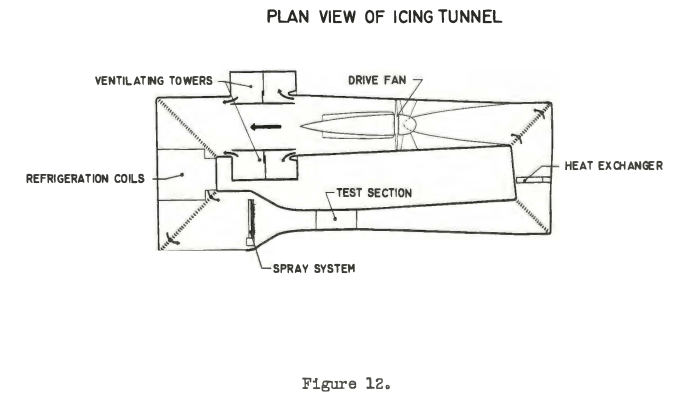 PLAN VIEW OF ICING TUNNEL
VENTILATING TOWERS
DRIVE FAN
REFRIGERATION COILS
HEAT EXCHANGER
TEST SECTION
SPRAY SYSTEM
Figure 12.